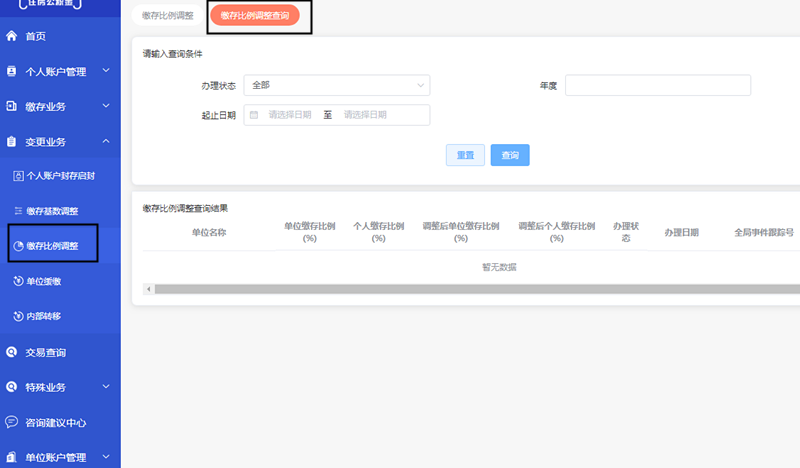 住房公积金
首页
个人账户管理
缴存业务
变更业务
个人账户封存启封
缴存基数调整
缴存比例调整
单位缓缴
内部转移
交易查询
特殊业务
咨询建议中心
单位账户管理
缴存比例调整 缴存比例调整查询
请输入查询条件
办理状态 全部 年度
起止日期 请选择日期 至 请选择日期
重置 查询
缴存比例调整查询结果
单位名称 单位缴存比例(%) 个人缴存比例(%) 调整后单位缴存比例(%) 调整后个人缴存比例(%) 办理状态 办理日期 全局事件跟踪号
暂无数据